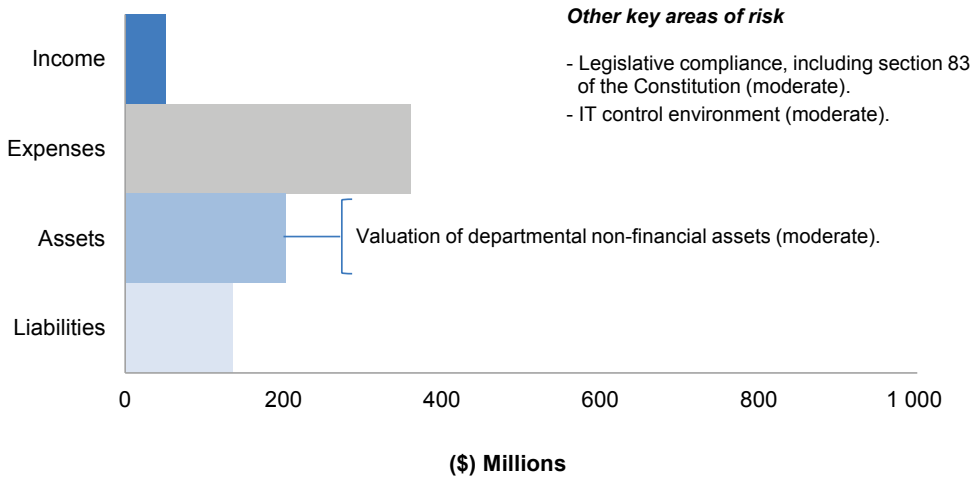 Other key areas of risk
- Legislative compliance, including section 83
of the Constitution (moderate).
- IT control environment (moderate).
Income
Expenses
Assets
Valuation of departmental non-financial assets (moderate).
Liabilities
0 200 400 600 800 1 000
($) Millions